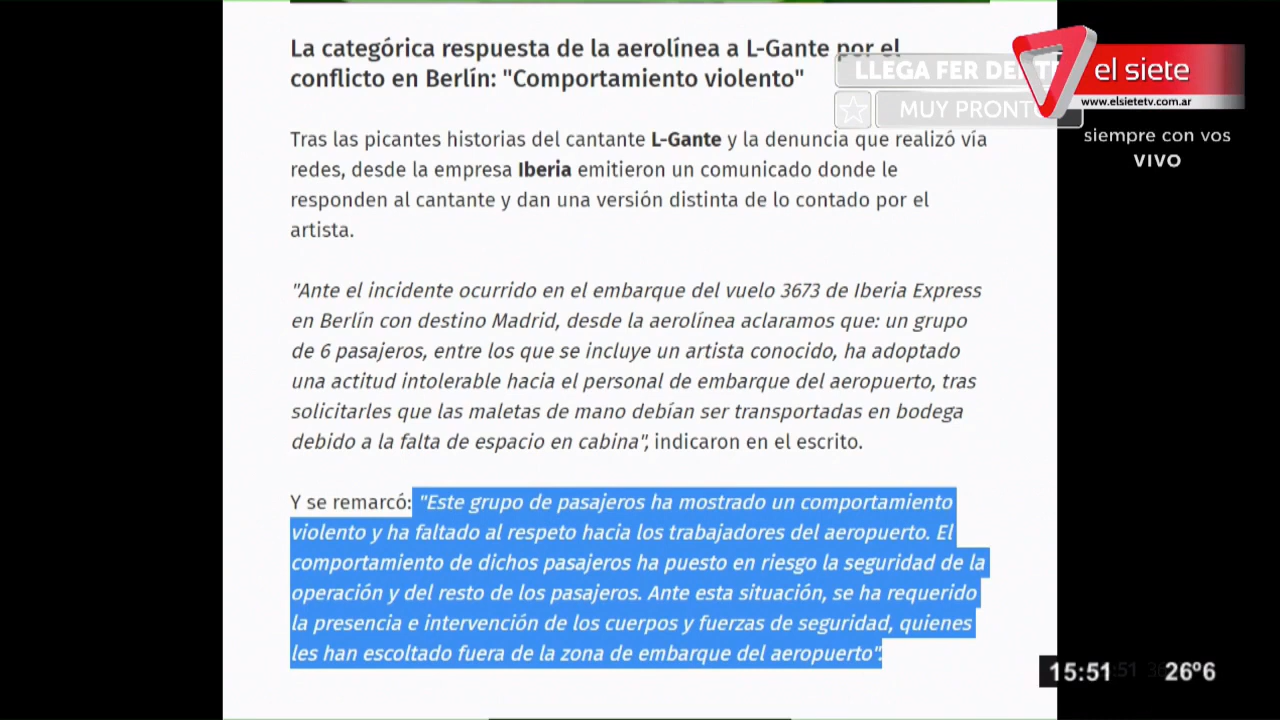 La categórica respuesta de la aerolínea a L-Gante por el
conflicto en Berlín: "Comportamiento violento"
LLEGA FER DE
MUY PRONTO
el siete
www.elsietetv.com.ar
siempre con vos
VIVO
Tras las picantes historias del cantante L-Gante y la denuncia que realizó vía
redes, desde la empresa Iberia emitieron un comunicado donde le
responden al cantante y dan una versión distinta de lo contado por el
artista.
"Ante el incidente ocurrido en el embarque del vuelo 3673 de Iberia Express
en Berlín con destino Madrid, desde la aerolínea aclaramos que: un grupo
de 6 pasajeros, entre los que se incluye un artista conocido, ha adoptado
una actitud intolerable hacia el personal de embarque del aeropuerto, tras
solicitarles que las maletas de mano debían ser transportadas en bodega
debido a la falta de espacio en cabina", indicaron en el escrito.
Y se remarcó: "Este grupo de pasajeros ha mostrado un comportamiento
violento y ha faltado al respeto hacia los trabajadores del aeropuerto. El
comportamiento de dichos pasajeros ha puesto en riesgo la seguridad de la
operación y del resto de los pasajeros. Ante esta situación, se ha requerido
la presencia e intervención de los cuerpos y fuerzas de seguridad, quienes
les han escoltado fuera de la zona de embarque del aeropuerto".
15:51 26º6